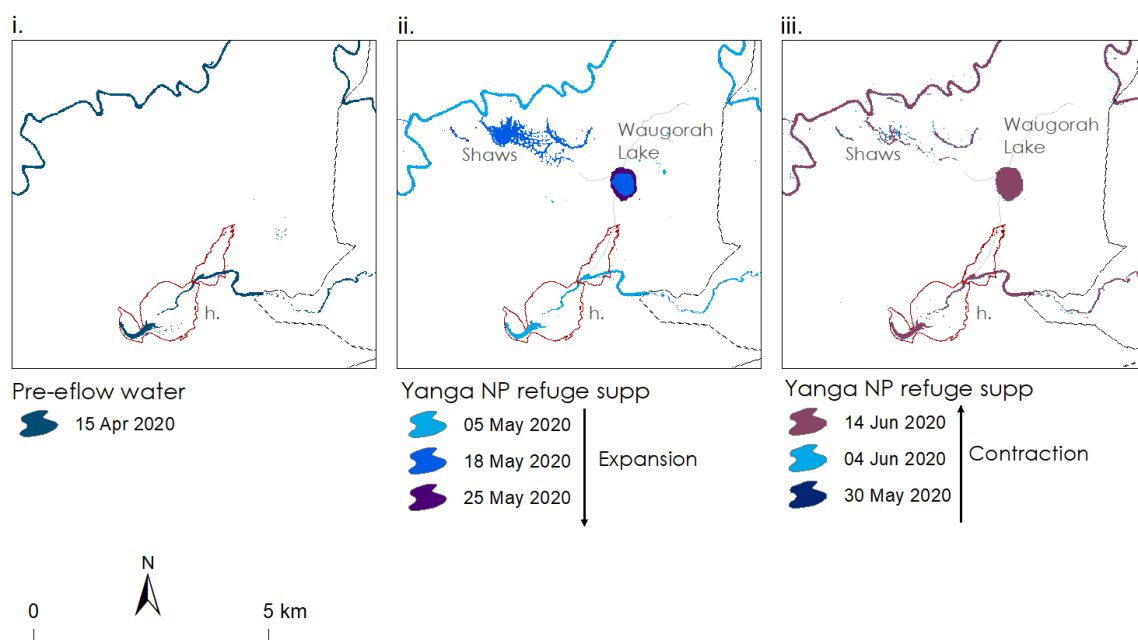 i.
h.
Pre-eflow water
15 Apr 2020
ii.
Waugorah
Lake
Shaws
h.
Yanga NP refuge supp
05 May 2020
18 May 2020
25 May 2020
Expansion
iii.
Waugorah
Lake
Shaws
h.
Yanga NP refuge supp
14 Jun 2020
04 Jun 2020
30 May 2020
Contraction
N
0
5 km